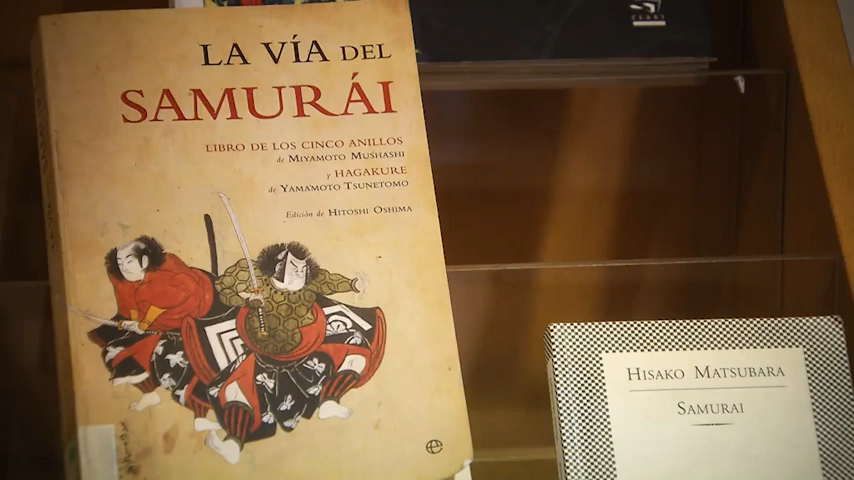 LA VÍA DEL
SAMURÁI
LIBRO DE LOS CINCO ANILLOS
de MIYAMOTO MUSHASHI
y HAGAKURE
de YAMAMOTO TSUNETOMO
Edición de HITOSHI OSHIMA
e
CEAEI
HISAKO MATSUBARA
SAMURAI